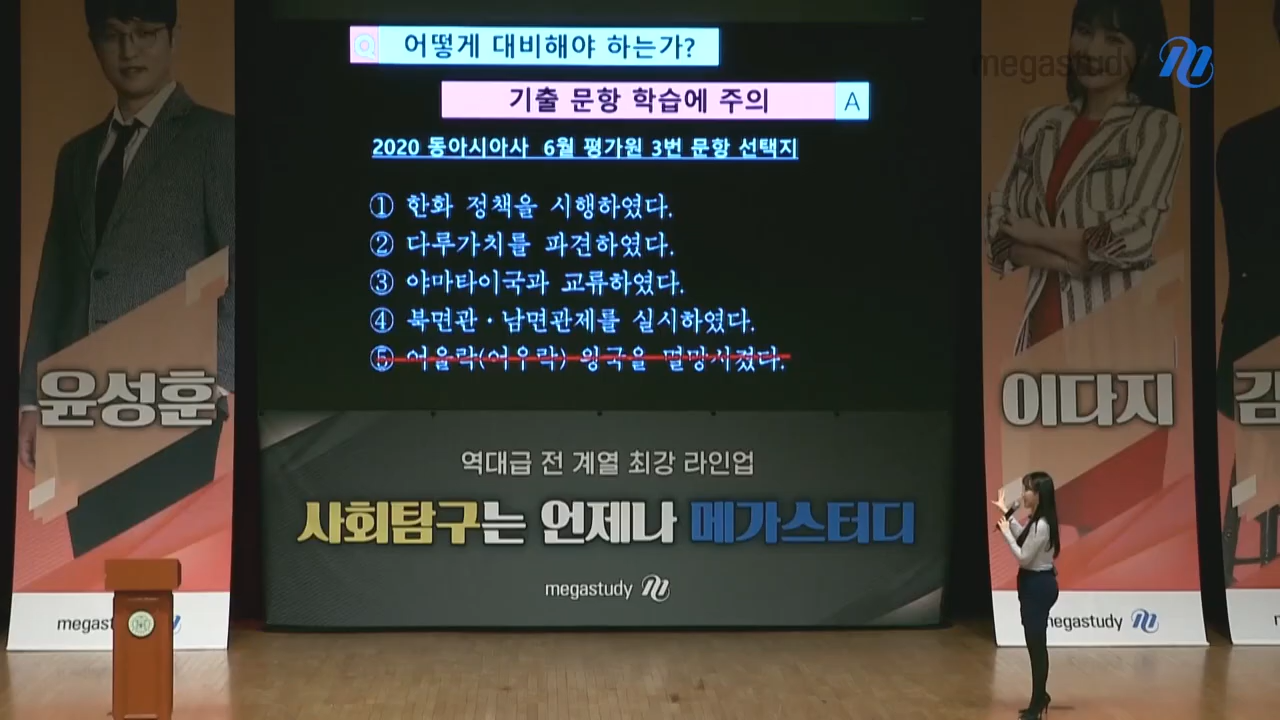 Q 어떻게 대비해야 하는가?
기출 문항 학습에 주의 A
2020 동아시아사 6월 평가원 3번 문항 선택지
① 한화 정책을 시행하였다.
② 다루가치를 파견하였다.
③ 야마타이국과 교류하였다.
④ 북면관·남면관제를 실시하였다.
⑤ 어울락(어우락) 왕국을 멸망시켰다.
megastudy
윤성훈
이다지
김
역대급 전 계열 최강 라인업
사회탐구는 언제나 메가스터디
megastudy
megast
egastudy